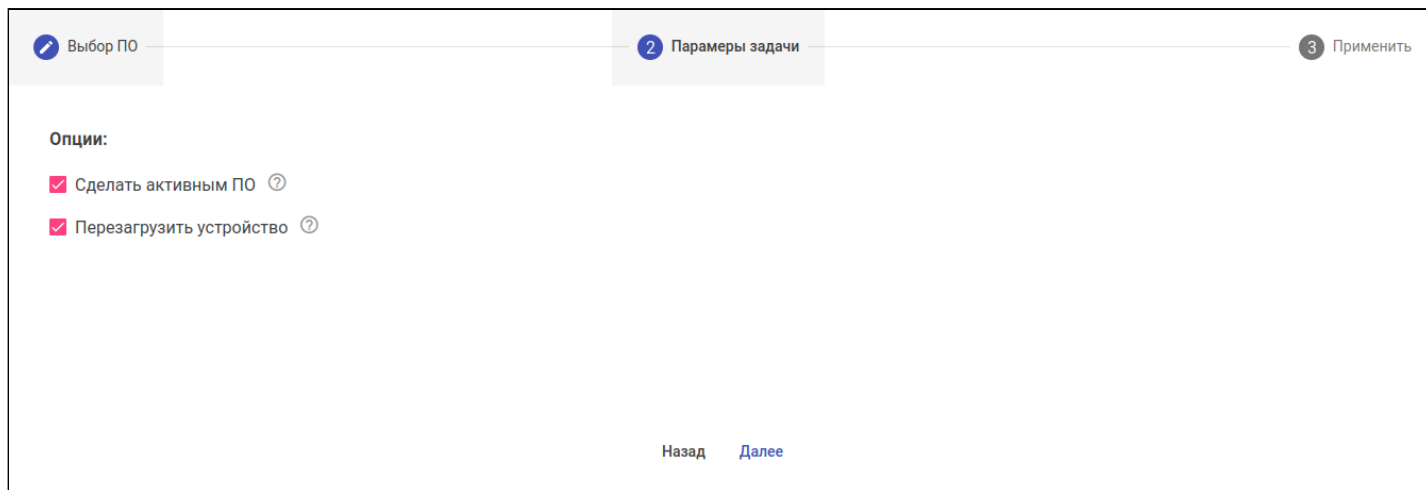 Выбор ПО
2 Парамеры задачи
3 Применить
Опции:
Сделать активным ПО ?
Перезагрузить устройство ?
Назад Далее